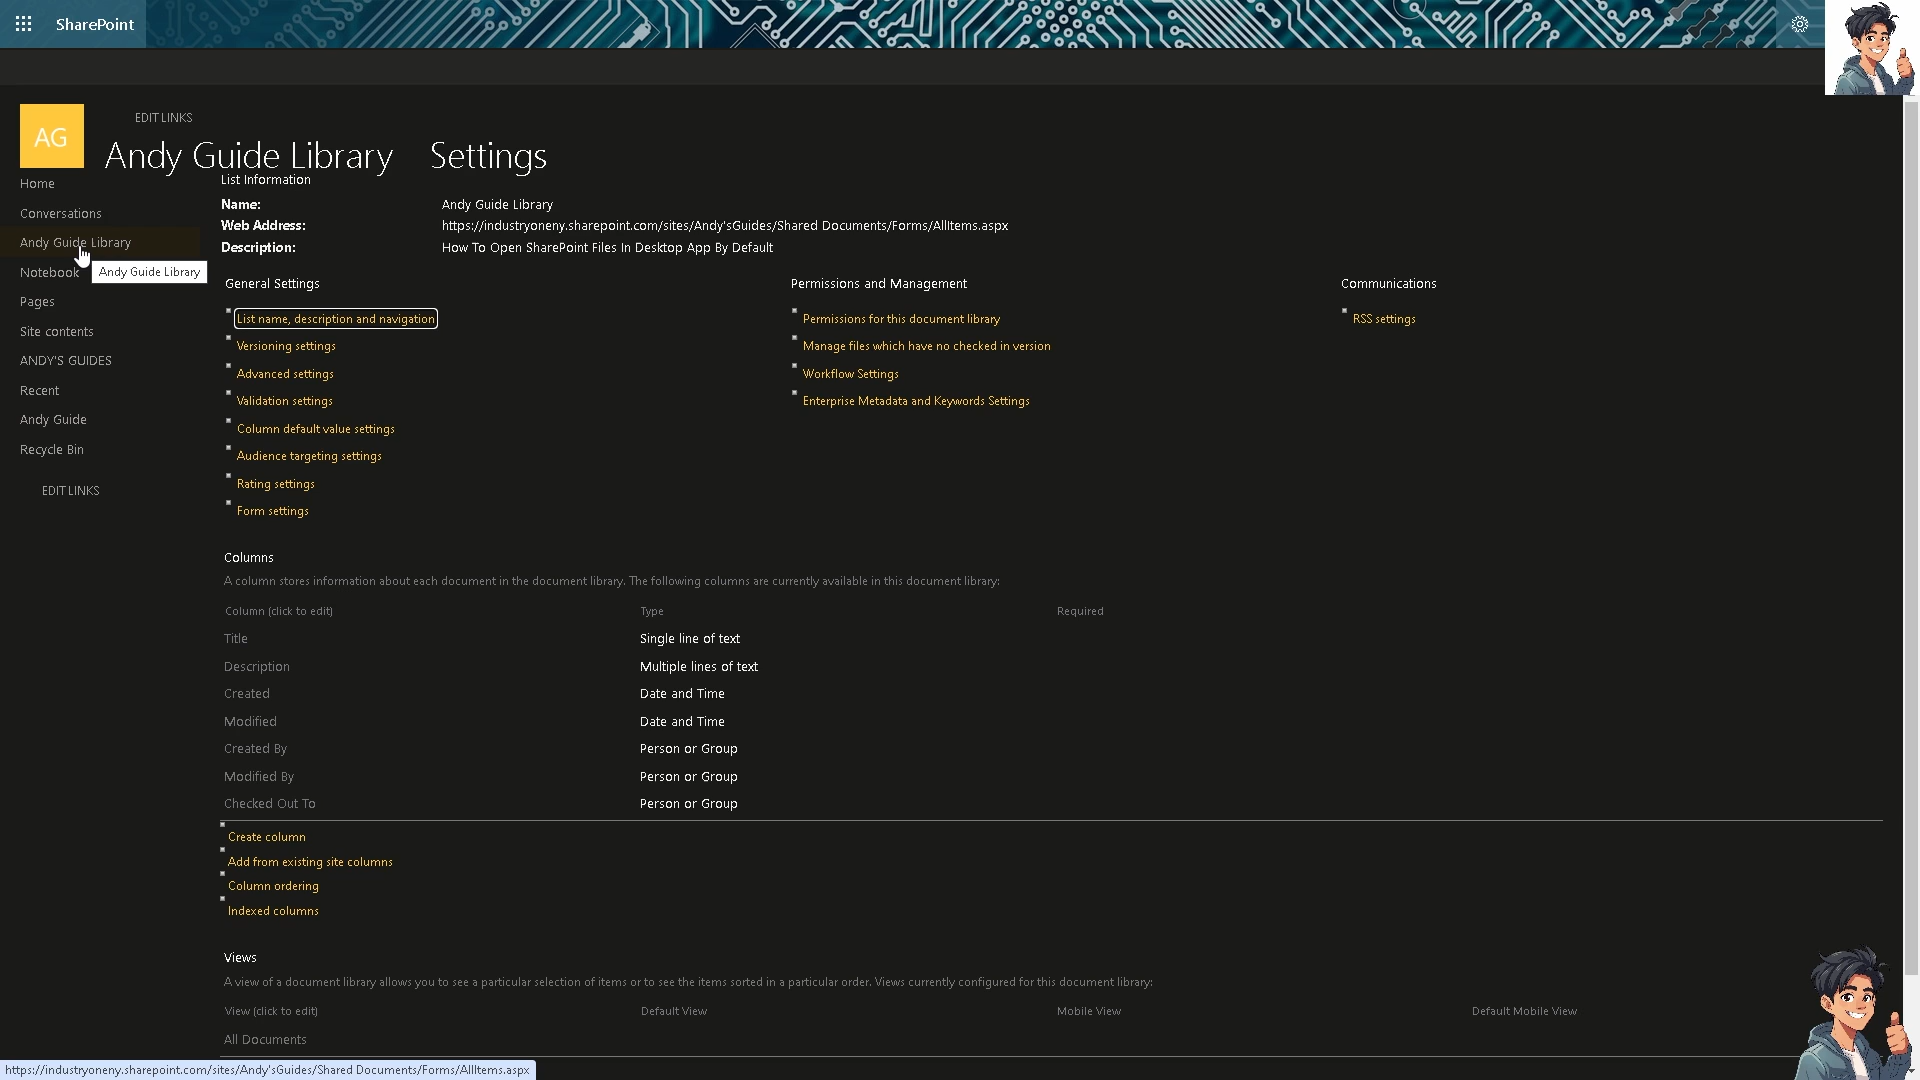 SharePoint
AG
EDIT LINKS
Andy Guide Library Settings
Home
Conversations
Andy Guide Library
Notebook
Andy Guide Library
Pages
Site contents
ANDY'S GUIDES
Recent
Andy Guide
Recycle Bin
EDIT LINKS
List Information
Name: Andy Guide Library
Web Address: https://industryoneny.sharepoint.com/sites/Andy'sGuides/Shared Documents/Forms/AllItems.aspx
Description: How To Open SharePoint Files In Desktop App By Default
General Settings
List name, description and navigation
Versioning settings
Advanced settings
Validation settings
Column default value settings
Audience targeting settings
Rating settings
Form settings
Permissions and Management
Permissions for this document library
Manage files which have no checked in version
Workflow Settings
Enterprise Metadata and Keywords Settings
Communications
RSS settings
Columns
A column stores information about each document in the document library. The following columns are currently available in this document library:
Column (click to edit) Type Required
Title Single line of text
Description Multiple lines of text
Created Date and Time
Modified Date and Time
Created By Person or Group
Modified By Person or Group
Checked Out To Person or Group
Create column
Add from existing site columns
Column ordering
Indexed columns
Views
A view of a document library allows you to see a particular selection of items or to see the items sorted in a particular order. Views currently configured for this document library:
View (click to edit) Default View Mobile View Default Mobile View
All Documents
https://industryoneny.sharepoint.com/sites/Andy'sGuides/Shared Documents/Forms/AllItems.aspx